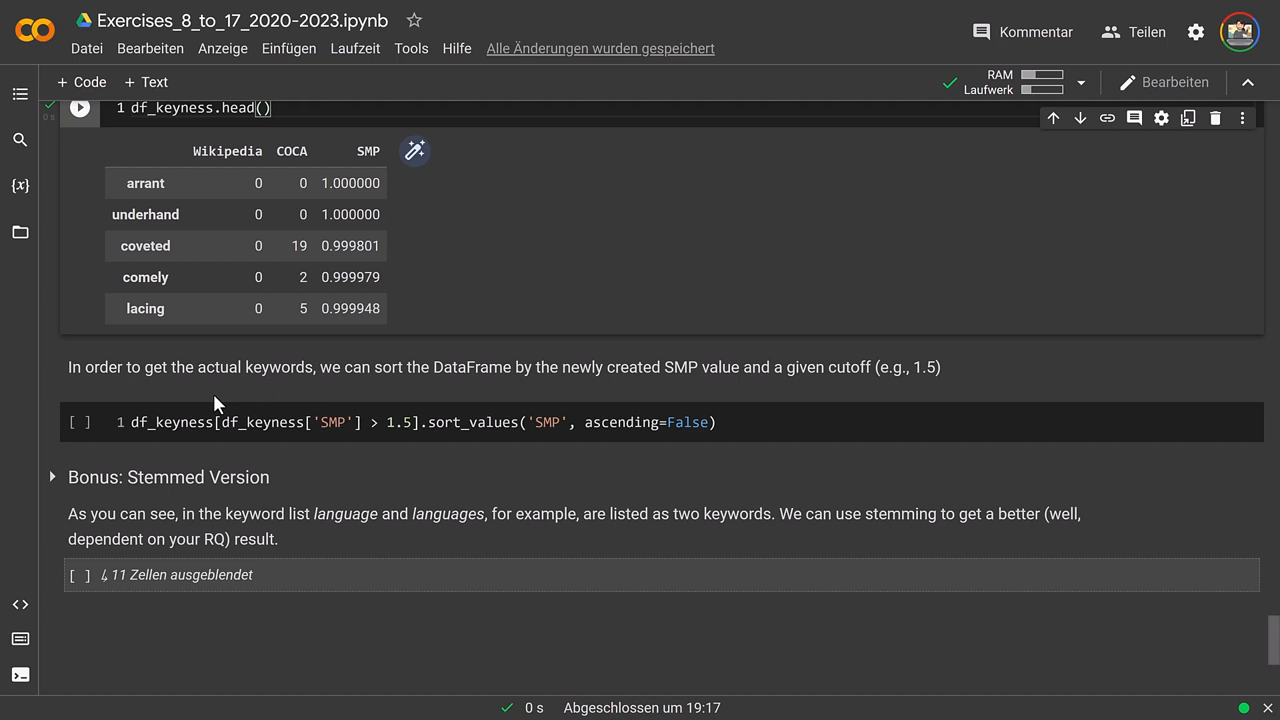 Exercises_8_to_17_2020-2023.ipynb
Datei Bearbeiten Anzeige Einfügen Laufzeit Tools Hilfe Alle Änderungen wurden gespeichert
Kommentar Teilen
+ Code + Text
RAM
Laufwerk
Bearbeiten
1 df_keyness.head()
0 s
Wikipedia COCA SMP
arrant 0 0 1.000000
underhand 0 0 1.000000
coveted 0 19 0.999801
comely 0 2 0.999979
lacing 0 5 0.999948
In order to get the actual keywords, we can sort the DataFrame by the newly created SMP value and a given cutoff (e.g., 1.5)
[ ] 1 df_keyness[df_keyness['SMP'] > 1.5].sort_values('SMP', ascending=False)
Bonus: Stemmed Version
As you can see, in the keyword list language and languages, for example, are listed as two keywords. We can use stemming to get a better (well,
dependent on your RQ) result.
[ ] ↳ 11 Zellen ausgeblendet
0 s Abgeschlossen um 19:17